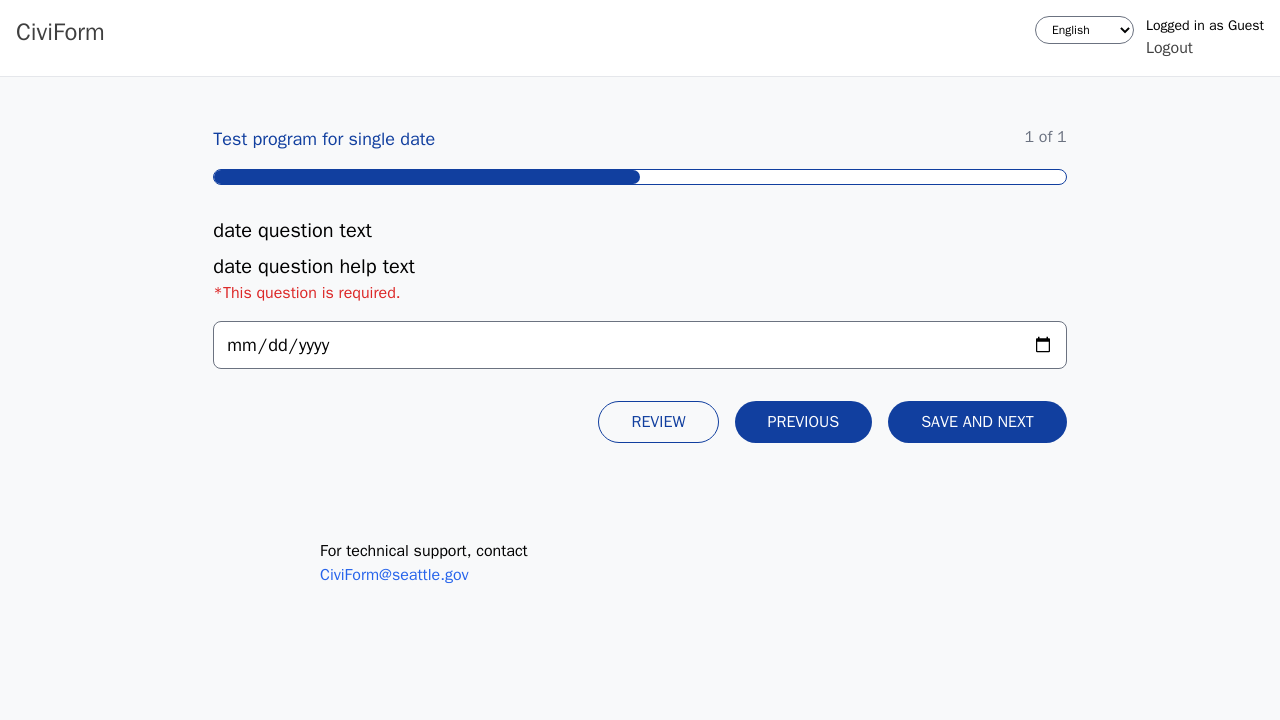 CiviForm
English
Logged in as Guest
Logout
Test program for single date
1 of 1
date question text
date question help text
*This question is required.
mm/dd/yyyy
REVIEW
PREVIOUS
SAVE AND NEXT
For technical support, contact
CiviForm@seattle.gov